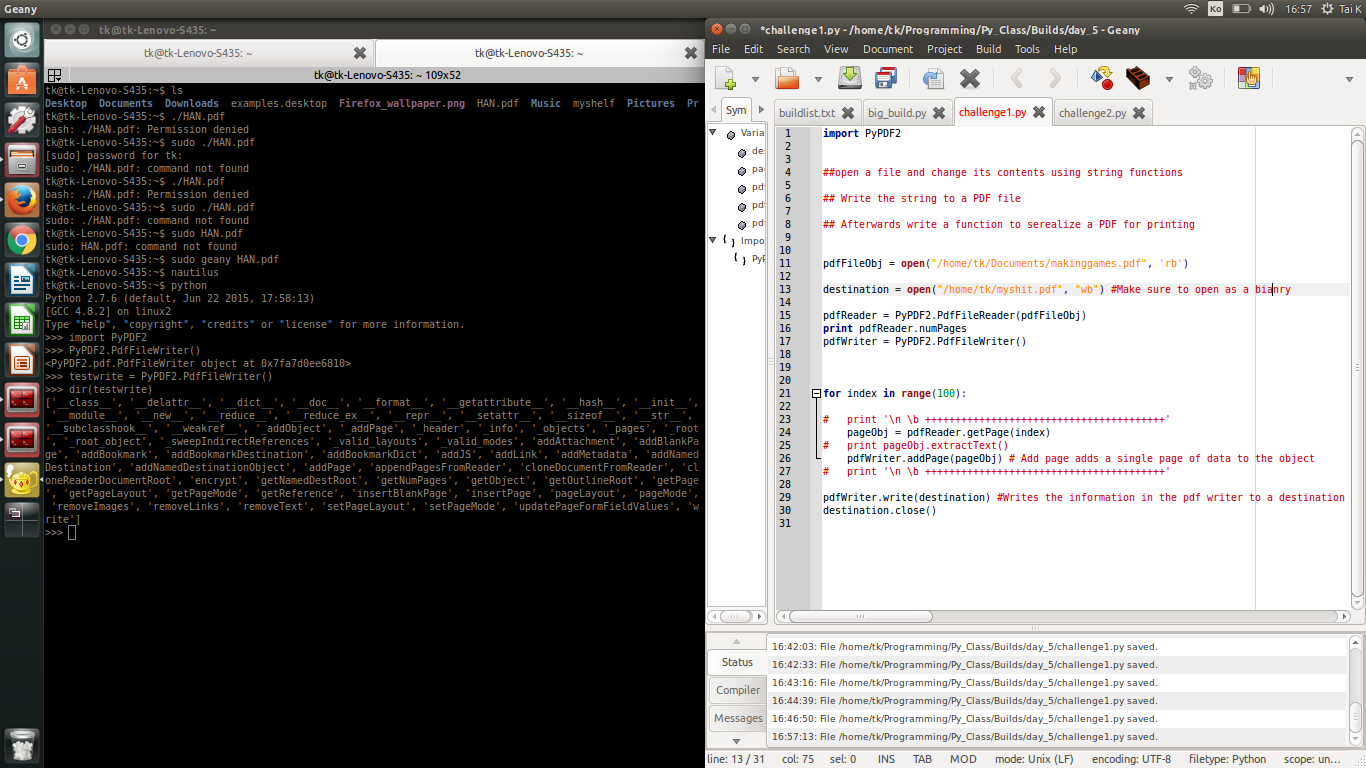 Geany
Ko
16:57
Tai K
tk@tk-Lenovo-S435: ~
tk@tk-Lenovo-S435: ~
tk@tk-Lenovo-S435: ~
tk@tk-Lenovo-S435: ~ 109x52
tk@tk-Lenovo-S435:~$ ls
Desktop Documents Downloads examples.desktop Firefox_wallpaper.png HAN.pdf Music myshelf Pictures Pr
tk@tk-Lenovo-S435:~$ ./HAN.pdf
bash: ./HAN.pdf: Permission denied
tk@tk-Lenovo-S435:~$ sudo ./HAN.pdf
[sudo] password for tk:
sudo: ./HAN.pdf: command not found
tk@tk-Lenovo-S435:~$ ./HAN.pdf
bash: ./HAN.pdf: Permission denied
tk@tk-Lenovo-S435:~$ sudo ./HAN.pdf
sudo: ./HAN.pdf: command not found
tk@tk-Lenovo-S435:~$ sudo HAN.pdf
sudo: HAN.pdf: command not found
tk@tk-Lenovo-S435:~$ sudo geany HAN.pdf
tk@tk-Lenovo-S435:~$ nautilus
tk@tk-Lenovo-S435:~$ python
Python 2.7.6 (default, Jun 22 2015, 17:58:13)
[GCC 4.8.2] on linux2
Type "help", "copyright", "credits" or "license" for more information.
>>> import PyPDF2
>>> PyPDF2.PdfFileWriter()
<PyPDF2.pdf.PdfFileWriter object at 0x7fa7d0ee6810>
>>> testwrite = PyPDF2.PdfFileWriter()
>>> dir(testwrite)
['__class__', '__delattr__', '__dict__', '__doc__', '__format__', '__getattribute__', '__hash__', '__init__',
'__module__', '__new__', '__reduce__', '__reduce_ex__', '__repr__', '__setattr__', '__sizeof__', '__str__',
'__subclasshook__', '__weakref__', '_addObject', '_addPage', '_header', '_info', '_objects', '_pages', '_root
', '_root_object', '_sweepIndirectReferences', '_valid_layouts', '_valid_modes', 'addAttachment', 'addBlankPa
ge', 'addBookmark', 'addBookmarkDestination', 'addBookmarkDict', 'addJS', 'addLink', 'addMetadata', 'addNamed
Destination', 'addNamedDestinationObject', 'addPage', 'appendPagesFromReader', 'cloneDocumentFromReader', 'cl
oneReaderDocumentRoot', 'encrypt', 'getNamedDestRoot', 'getNumPages', 'getObject', 'getOutlineRoot', 'getPage
', 'getPageLayout', 'getPageMode', 'getReference', 'insertBlankPage', 'insertPage', 'pageLayout', 'pageMode',
'removeImages', 'removeLinks', 'removeText', 'setPageLayout', 'setPageMode', 'updatePageFormFieldValues', 'w
rite']
>>>
*challenge1.py - /home/tk/Programming/Py_Class/Builds/day_5 - Geany
File Edit Search View Document Project Build Tools Help
Sym
buildlist.txt
big_build.py
challenge1.py
challenge2.py
Varia
de
pa
pdf
pdf
pdf
Impo
PyP
1 import PyPDF2
2
3
4 ##open a file and change its contents using string functions
5
6 ## Write the string to a PDF file
7
8 ## Afterwards write a function to serealize a PDF for printing
9
10
11 pdfFileObj = open("/home/tk/Documents/makinggames.pdf", 'rb')
12
13 destination = open("/home/tk/myshit.pdf", "wb") #Make sure to open as a bianry
14
15 pdfReader = PyPDF2.PdfFileReader(pdfFileObj)
16 print pdfReader.numPages
17 pdfWriter = PyPDF2.PdfFileWriter()
18
19
20
21 for index in range(100):
22
23 # print '\n \b ++++++++++++++++++++++++++++++++++++++++'
24 pageObj = pdfReader.getPage(index)
25 # print pageObj.extractText()
26 pdfWriter.addPage(pageObj) # Add page adds a single page of data to the object
27 # print '\n \b ++++++++++++++++++++++++++++++++++++++++'
28
29 pdfWriter.write(destination) #Writes the information in the pdf writer to a destination
30 destination.close()
31
Status
Compiler
Messages
16:42:03: File /home/tk/Programming/Py_Class/Builds/day_5/challenge1.py saved.
16:42:33: File /home/tk/Programming/Py_Class/Builds/day_5/challenge1.py saved.
16:43:16: File /home/tk/Programming/Py_Class/Builds/day_5/challenge1.py saved.
16:44:39: File /home/tk/Programming/Py_Class/Builds/day_5/challenge1.py saved.
16:46:50: File /home/tk/Programming/Py_Class/Builds/day_5/challenge1.py saved.
16:57:13: File /home/tk/Programming/Py_Class/Builds/day_5/challenge1.py saved.
line: 13 / 31 col: 75 sel: 0 INS TAB MOD mode: Unix (LF) encoding: UTF-8 filetype: Python scope: un...